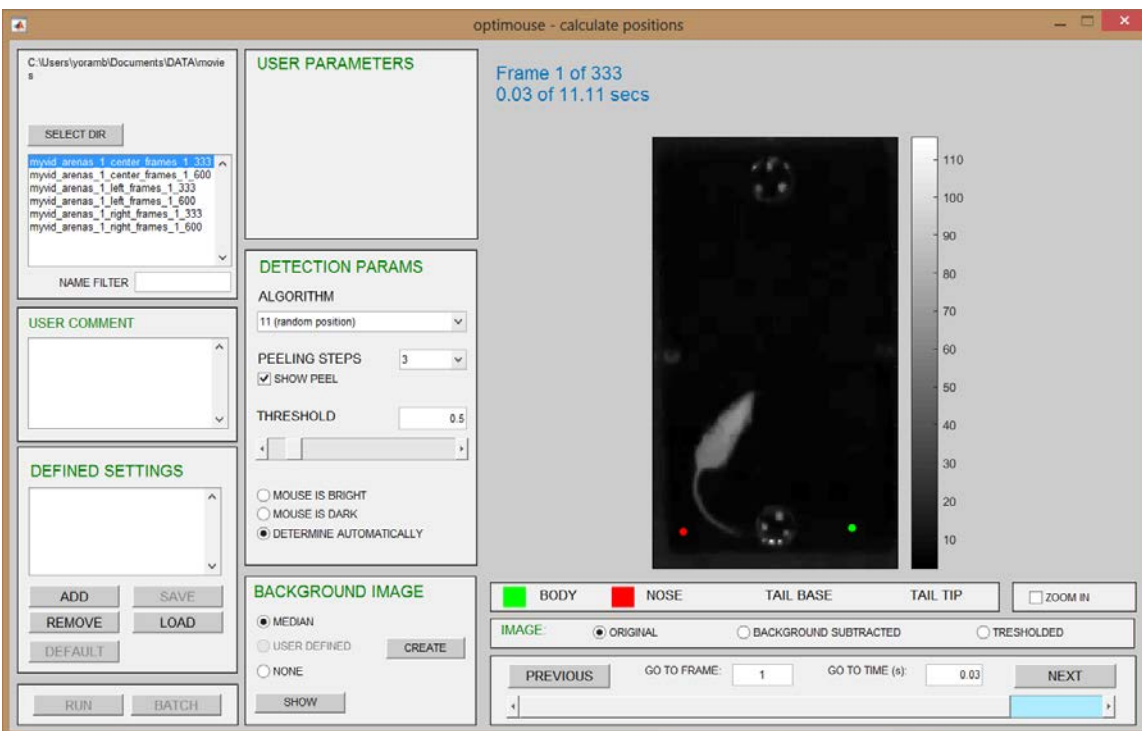 optimouse - calculate positions
C:\Users\yoramb\Documents\DATA\movie
s
SELECT DIR
myvid_arenas_1_center_frames_1_333
myvid_arenas_1_center_frames_1_600
myvid_arenas_1_left_frames_1_333
myvid_arenas_1_left_frames_1_600
myvid_arenas_1_right_frames_1_333
myvid_arenas_1_right_frames_1_600
NAME FILTER
USER COMMENT
DEFINED SETTINGS
ADD SAVE
REMOVE LOAD
DEFAULT
RUN BATCH
USER PARAMETERS
DETECTION PARAMS
ALGORITHM
11 (random position)
PEELING STEPS 3
SHOW PEEL
THRESHOLD 0.5
MOUSE IS BRIGHT
MOUSE IS DARK
DETERMINE AUTOMATICALLY
BACKGROUND IMAGE
MEDIAN
USER DEFINED CREATE
NONE
SHOW
Frame 1 of 333
0.03 of 11.11 secs
110
100
90
80
70
60
50
40
30
20
10
BODY NOSE TAIL BASE TAIL TIP ZOOM IN
IMAGE: ORIGINAL BACKGROUND SUBTRACTED TRESHOLDED
PREVIOUS GO TO FRAME: 1 GO TO TIME (s): 0.03 NEXT